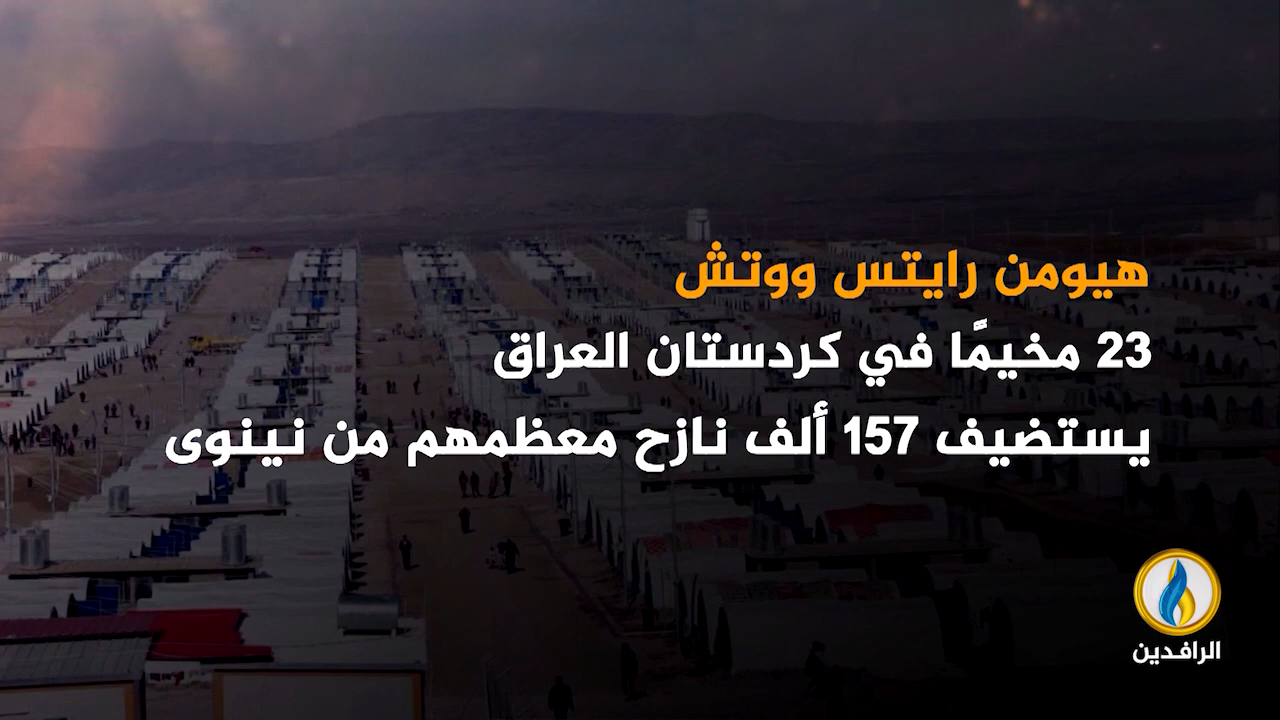 هيومن رايتس ووتش
23 مخيمًا في كردستان العراق
يستضيف 157 ألف نازح معظمهم من نينوى
الرافدين